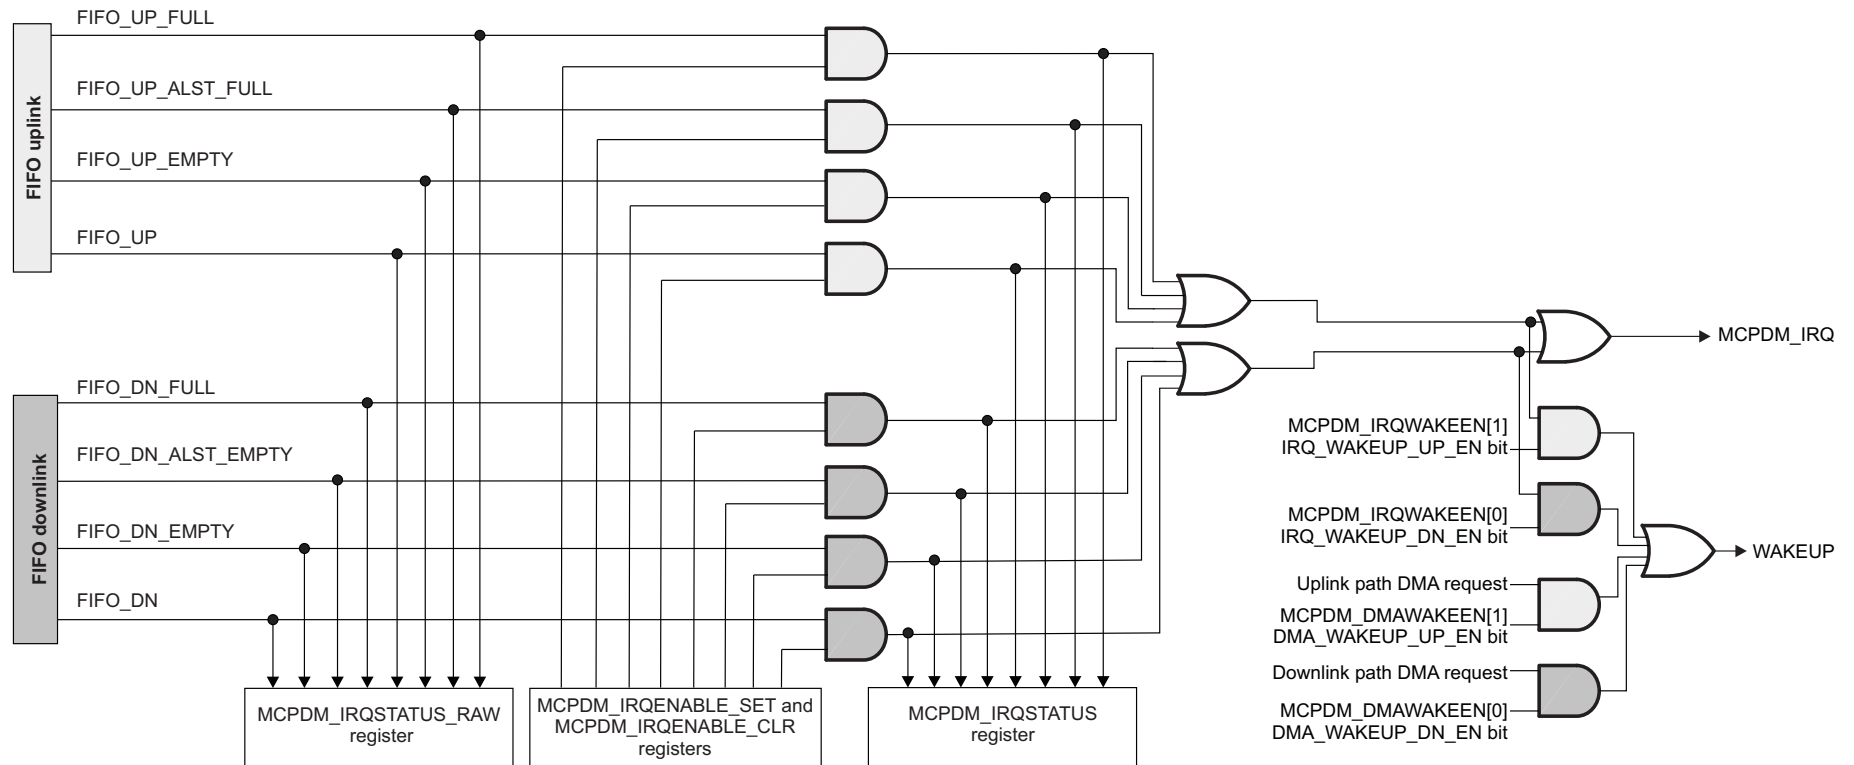 FIFO uplink
FIFO_UP_FULL
FIFO_UP_ALST_FULL
FIFO_UP_EMPTY
FIFO_UP
FIFO downlink
FIFO_DN_FULL
FIFO_DN_ALST_EMPTY
FIFO_DN_EMPTY
FIFO_DN
MCPDM_IRQSTATUS_RAW
register
MCPDM_IRQENABLE_SET and
MCPDM_IRQENABLE_CLR
registers
MCPDM_IRQSTATUS
register
MCPDM_IRQ
MCPDM_IRQWAKEEN[1]
IRQ_WAKEUP_UP_EN bit
MCPDM_IRQWAKEEN[0]
IRQ_WAKEUP_DN_EN bit
Uplink path DMA request
MCPDM_DMAWAKEEN[1]
DMA_WAKEUP_UP_EN bit
Downlink path DMA request
MCPDM_DMAWAKEEN[0]
DMA_WAKEUP_DN_EN bit
WAKEUP